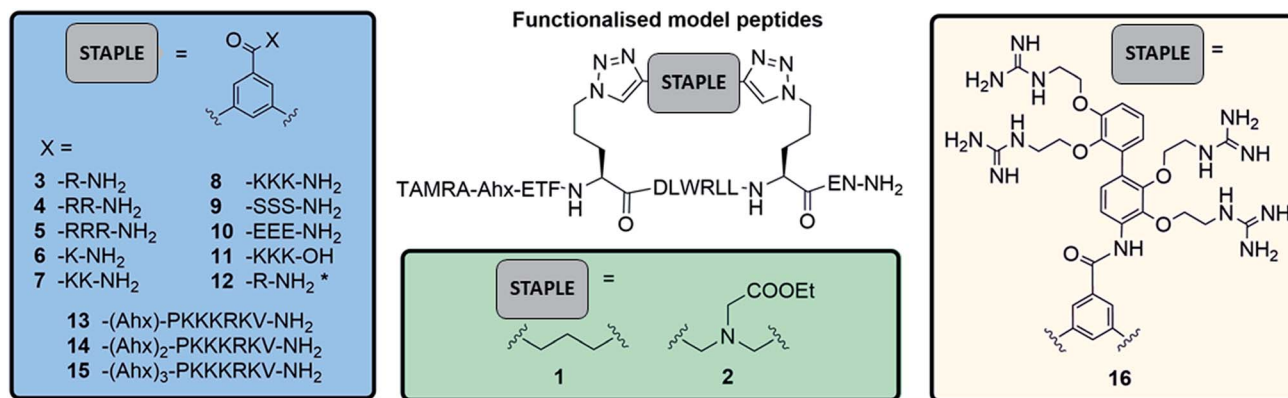 Functionalised model peptides
STAPLE =
O X
X =
3 -R-NH2 8 -KKK-NH2
4 -RR-NH2 9 -SSS-NH2
5 -RRR-NH2 10 -EEE-NH2
6 -K-NH2 11 -KKK-OH
7 -KK-NH2 12 -R-NH2 *
13 -(Ahx)-PKKKRKV-NH2
14 -(Ahx)2-PKKKRKV-NH2
15 -(Ahx)3-PKKKRKV-NH2
N=N N=N
N STAPLE N
N N
TAMRA-Ahx-ETF-N DLWRLL-N EN-NH2
H O H O
STAPLE =
COOEt
N
1 2
STAPLE =
NH
H2N N O
H
NH O NH2
H2N N O O N NH
H H
O N NH2
H NH
O NH
16